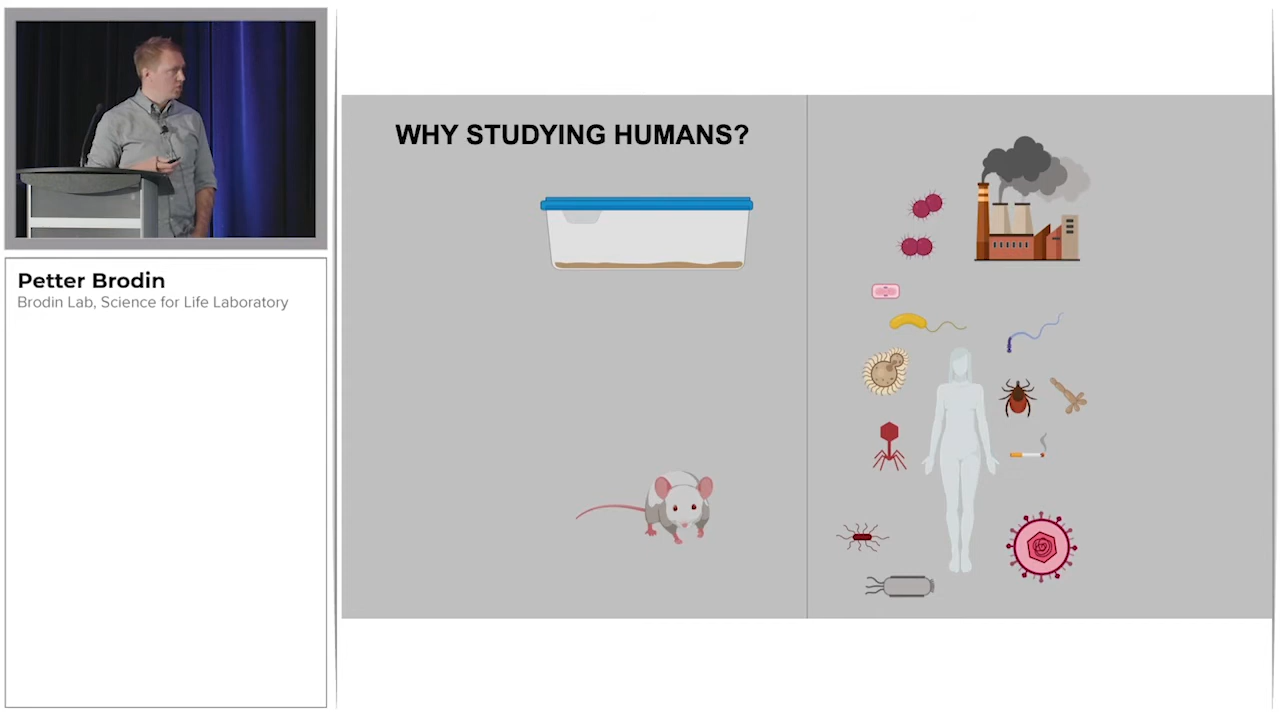 WHY STUDYING HUMANS?
Petter Brodin
Brodin Lab, Science for Life Laboratory